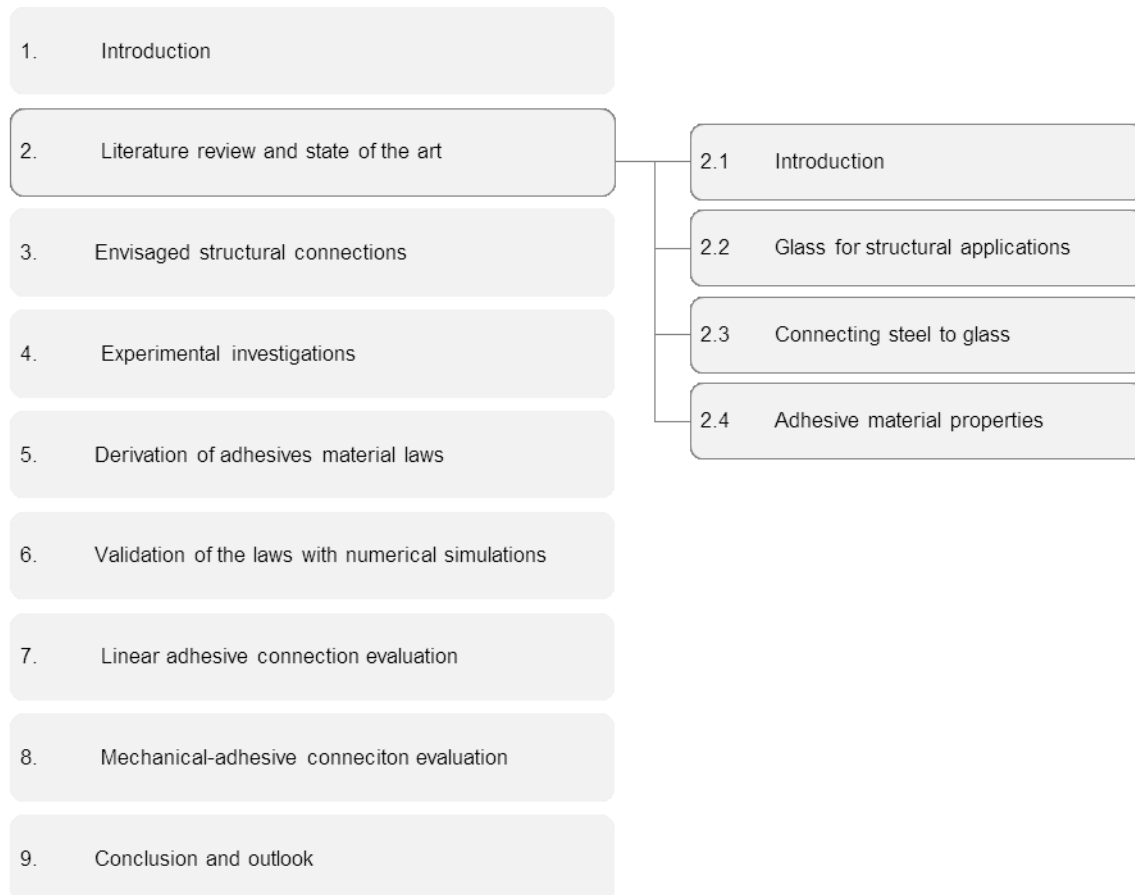 1. Introduction
2. Literature review and state of the art
3. Envisaged structural connections
4. Experimental investigations
5. Derivation of adhesives material laws
6. Validation of the laws with numerical simulations
7. Linear adhesive connection evaluation
8. Mechanical-adhesive conneciton evaluation
9. Conclusion and outlook
2.1 Introduction
2.2 Glass for structural applications
2.3 Connecting steel to glass
2.4 Adhesive material properties